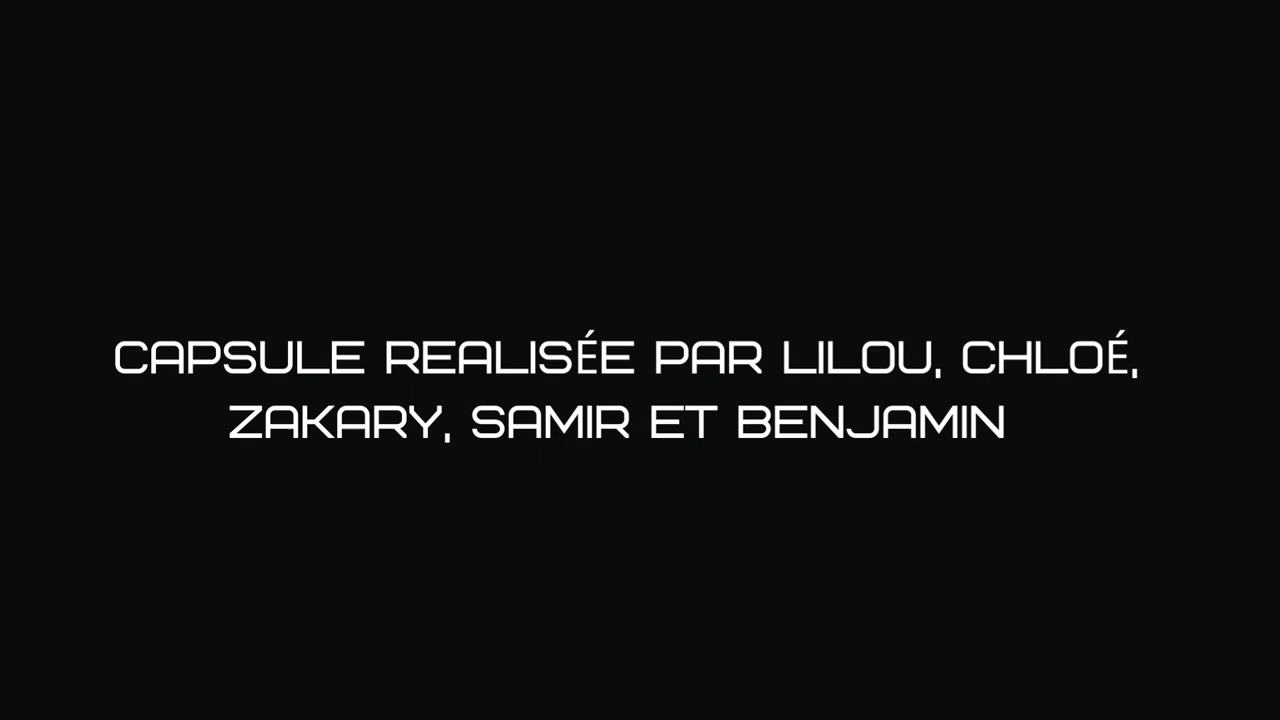 CAPSULE REALISÉE PAR LILOU, CHLOÉ,
ZAKARY, SAMIR ET BENJAMIN